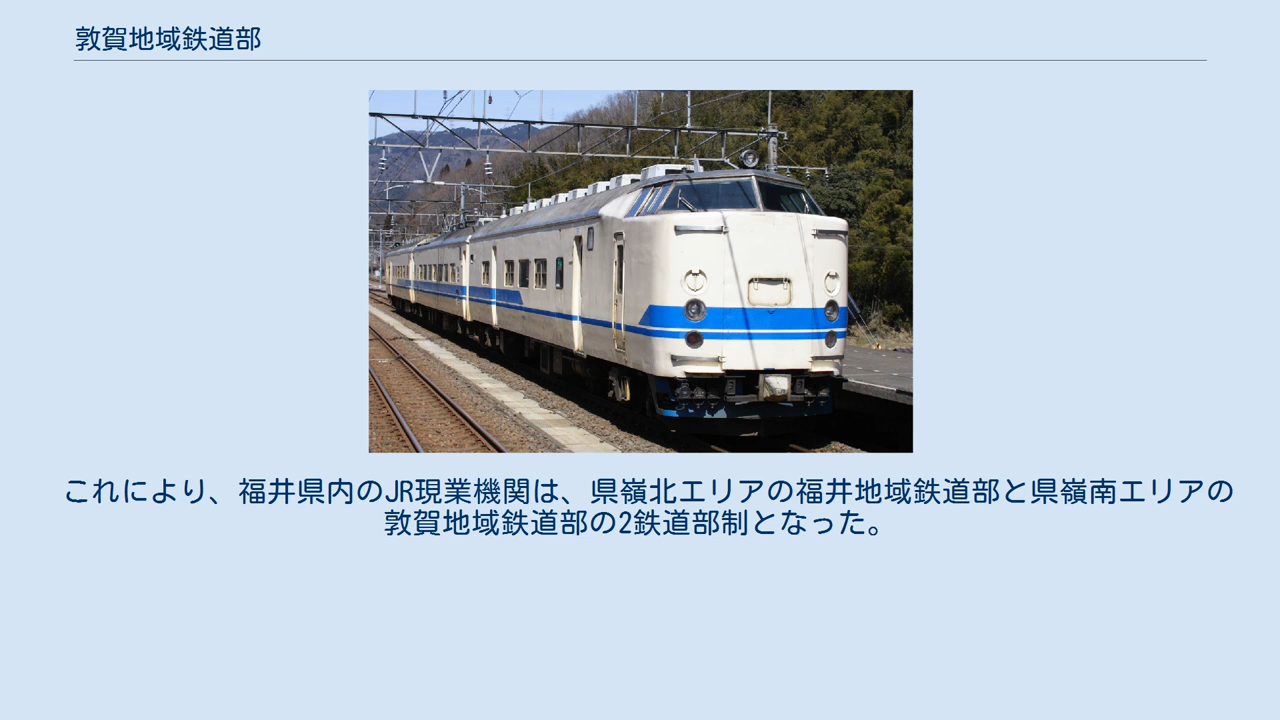 敦賀地域鉄道部
これにより、福井県内のJR現業機関は、県嶺北エリアの福井地域鉄道部と県嶺南エリアの
敦賀地域鉄道部の2鉄道部制となった。